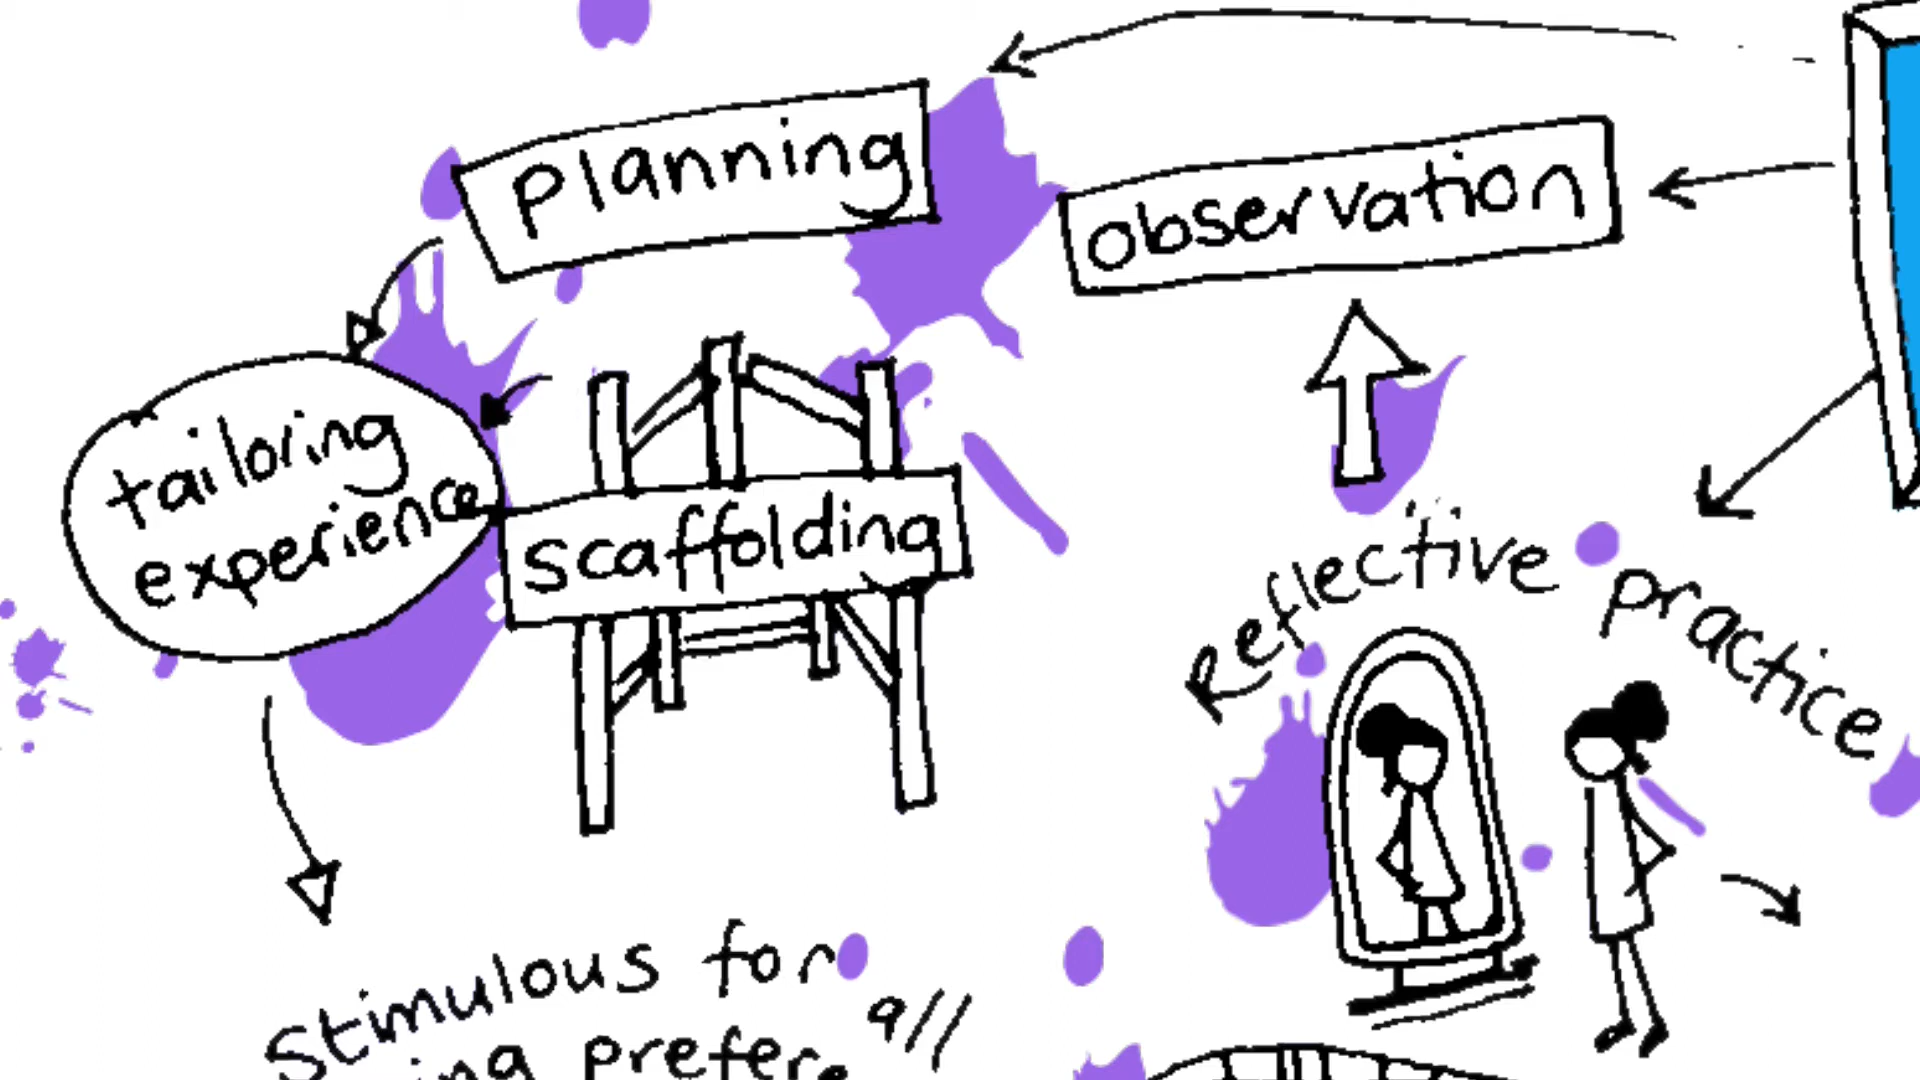 Planning
observation
tailoring
experience
scaffolding
Reflective practice
Stimulous for
all